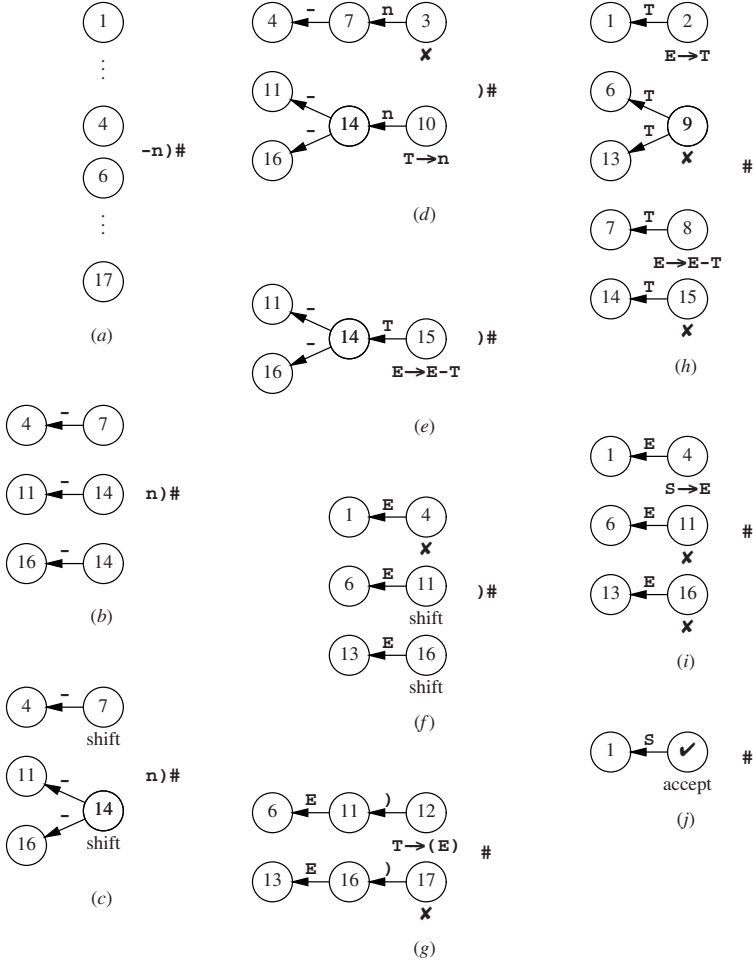 1
⋮
4
-n)#
6
⋮
17
(a)
4 - 7
11 - 14 n)#
16 - 14
(b)
4 - 7
shift
11 - n)#
14
16 - shift
(c)
4 - 7 n 3
✘
11 - )#
14 n 10
16 - T→n
(d)
11 - )#
14 T 15
16 - E→E-T
(e)
1 E 4
✘
6 E 11 )#
shift
13 E 16
shift
(f)
6 E 11 ) 12
T→(E) #
13 E 16 ) 17
✘
(g)
1 T 2
E→T
6 T
9
13 T ✘ #
7 T 8
E→E-T
14 T 15
✘
(h)
1 E 4
S→E
6 E 11 #
✘
13 E 16
✘
(i)
1 S ✔ #
accept
(j)